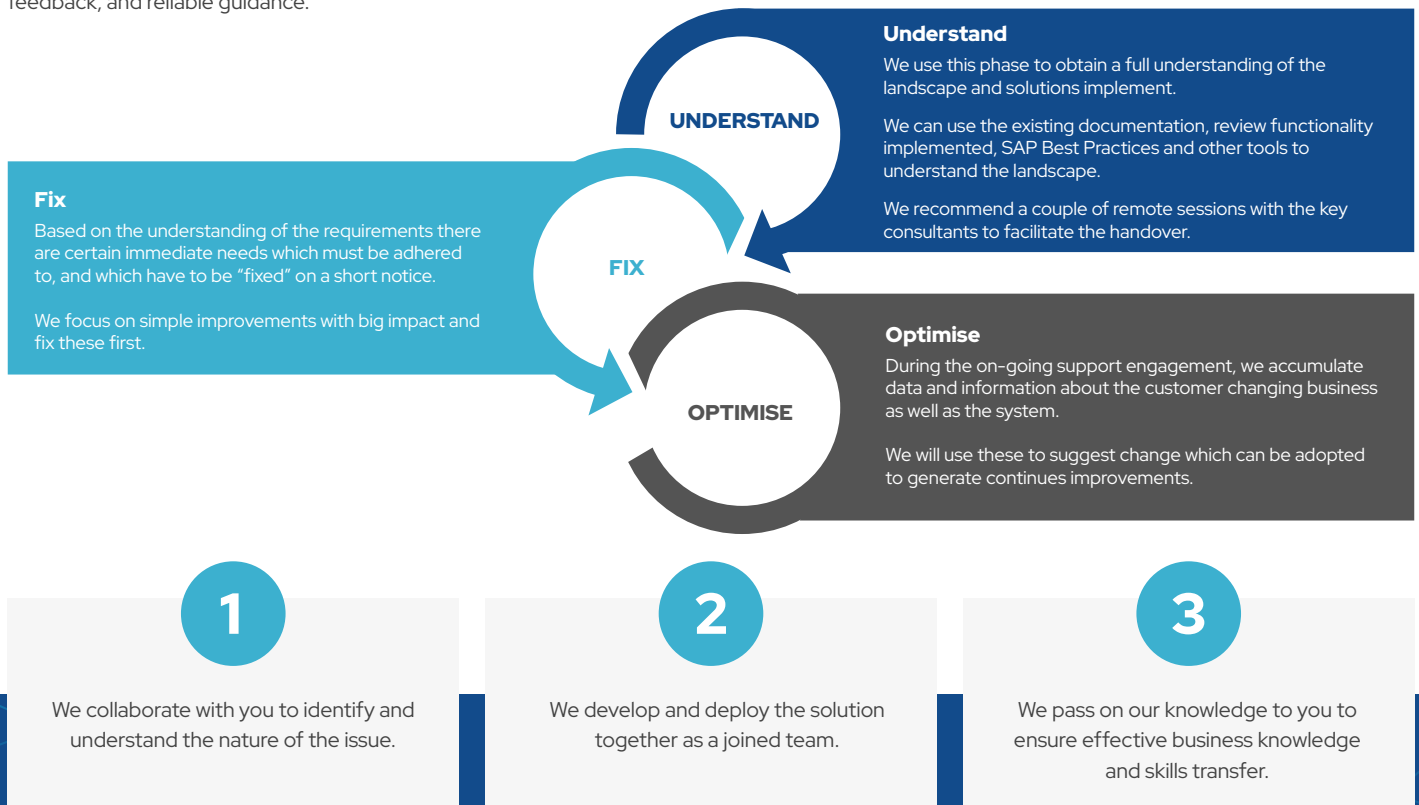 feedback, and reliable guidance.
UNDERSTAND
Understand
We use this phase to obtain a full understanding of the
landscape and solutions implement.
We can use the existing documentation, review functionality
implemented, SAP Best Practices and other tools to
understand the landscape.
We recommend a couple of remote sessions with the key
consultants to facilitate the handover.
Fix
Based on the understanding of the requirements there
are certain immediate needs which must be adhered
to, and which have to be “fixed” on a short notice.
We focus on simple improvements with big impact and
fix these first.
FIX
OPTIMISE
Optimise
During the on-going support engagement, we accumulate
data and information about the customer changing business
as well as the system.
We will use these to suggest change which can be adopted
to generate continues improvements.
1
We collaborate with you to identify and
understand the nature of the issue.
2
We develop and deploy the solution
together as a joined team.
3
We pass on our knowledge to you to
ensure effective business knowledge
and skills transfer.